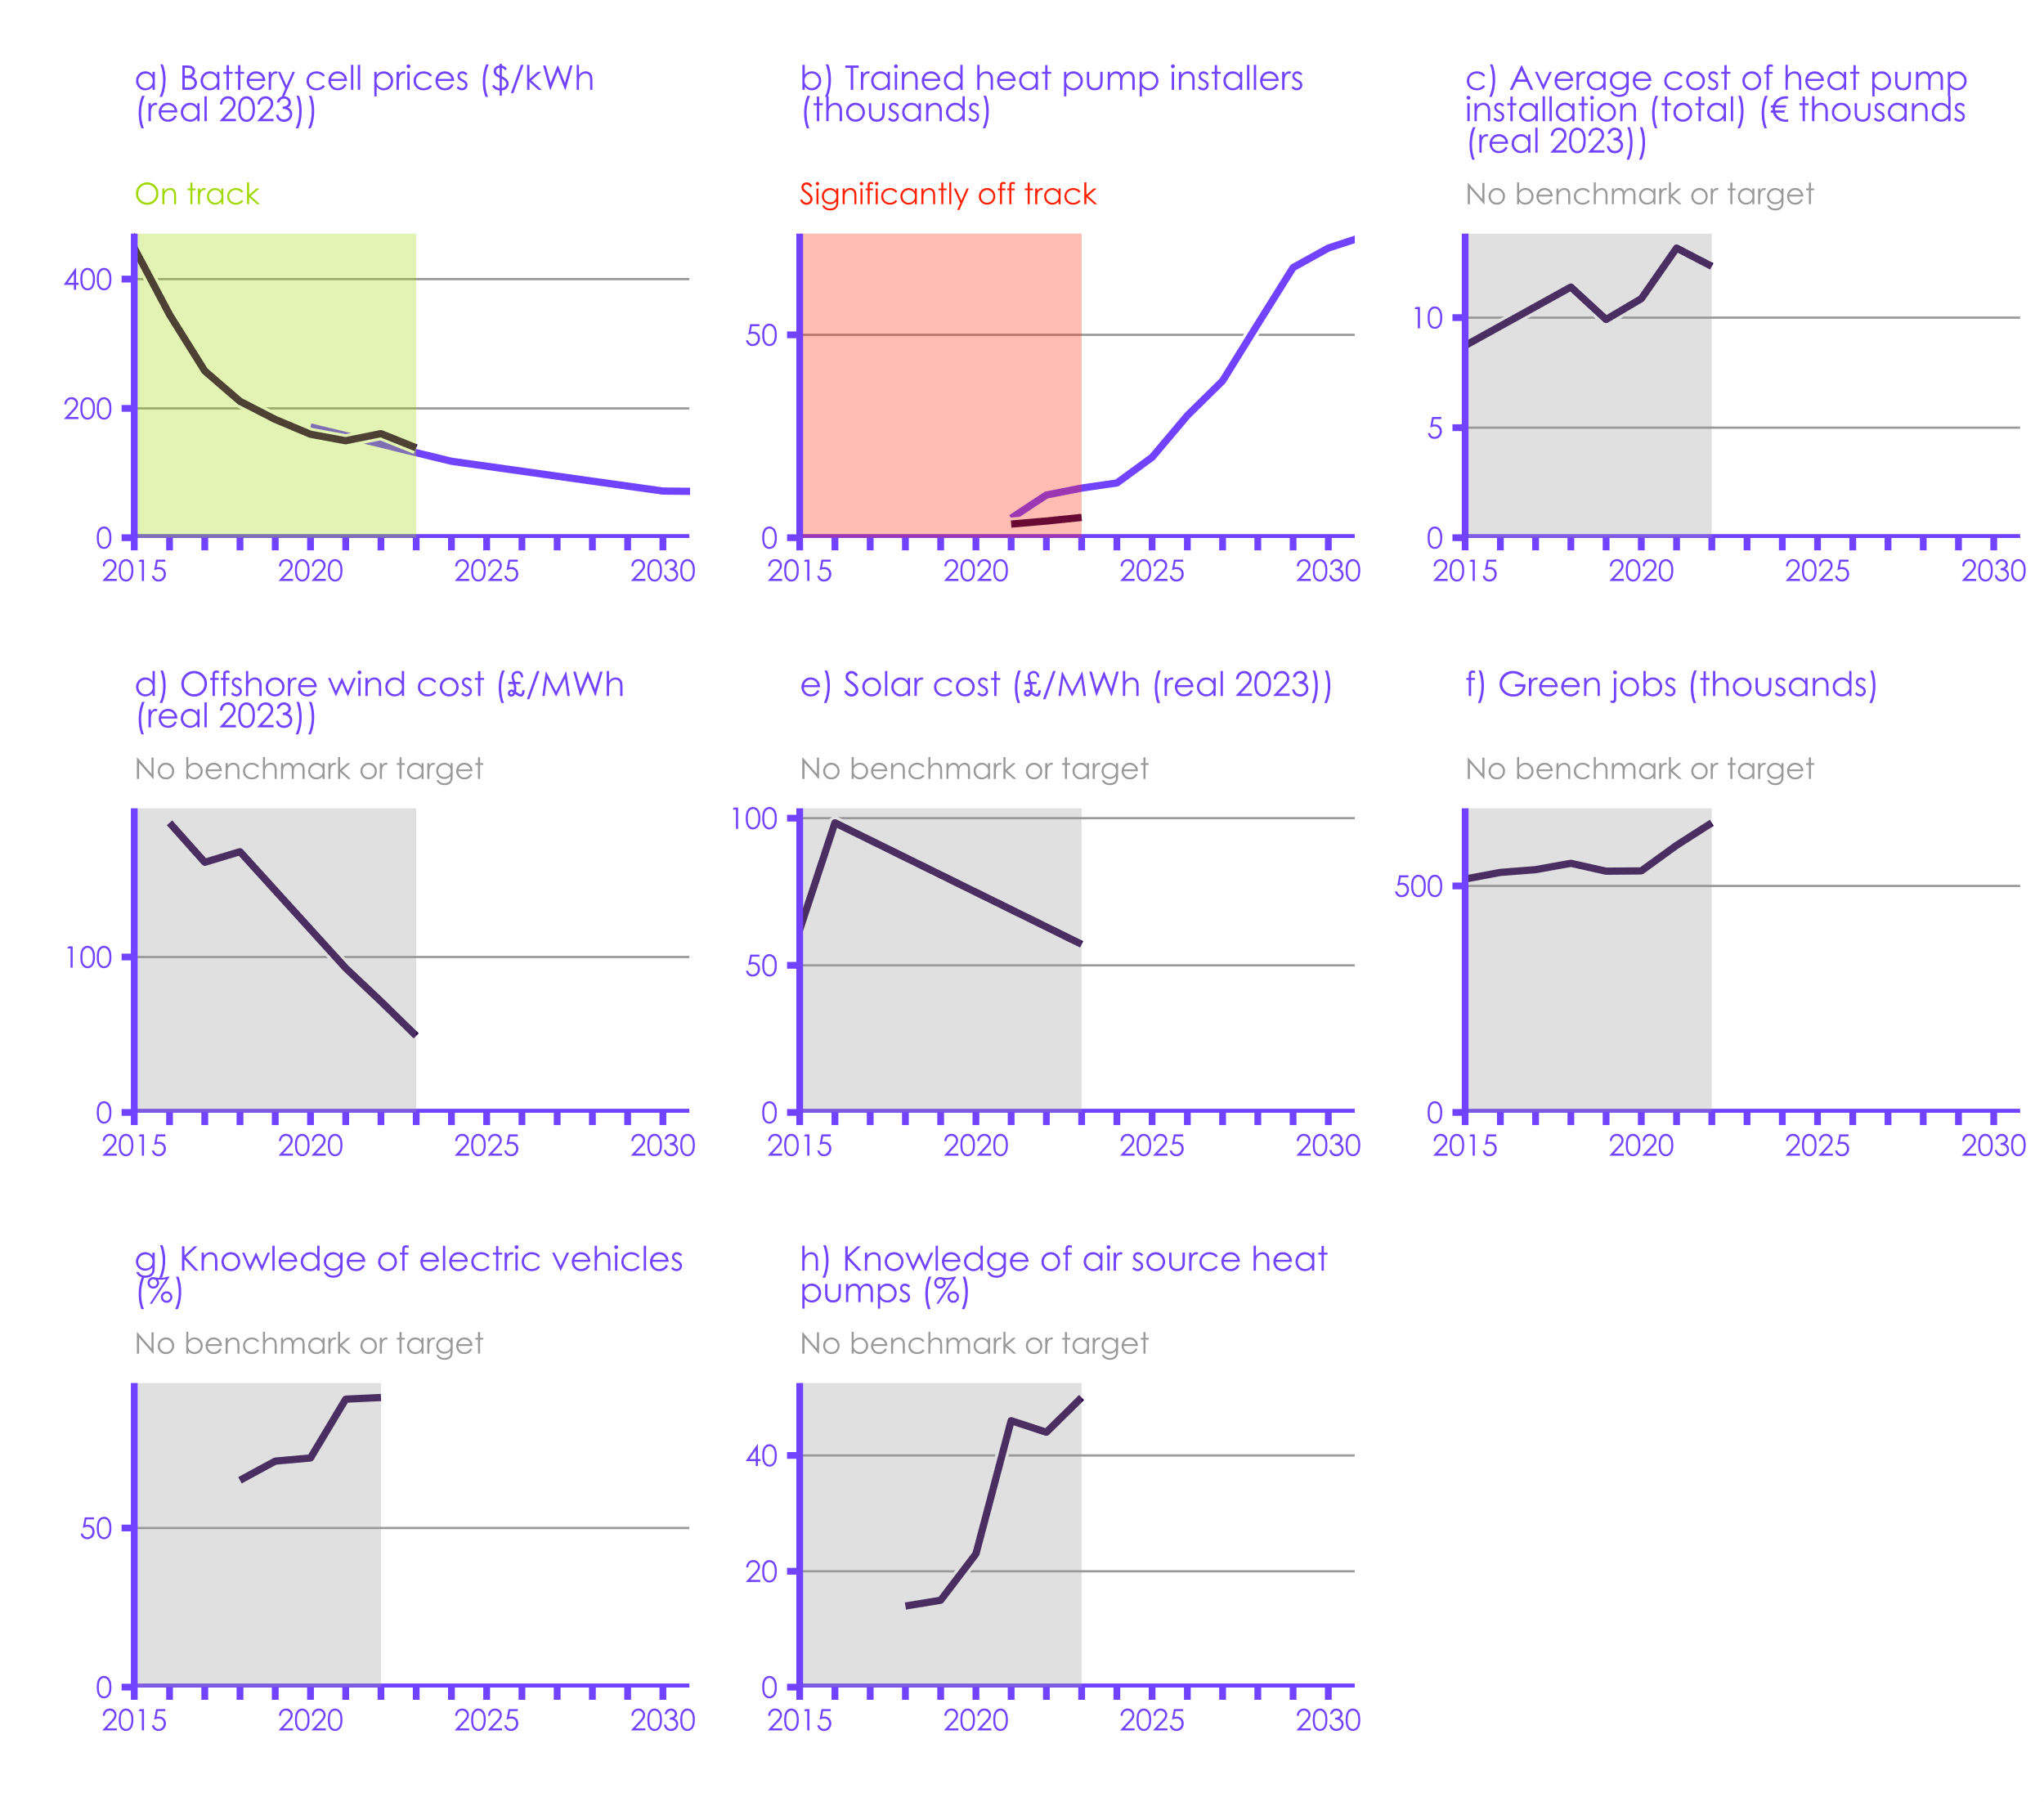 a) Battery cell prices ($/kWh
(real 2023))
On track
400
200
0
2015
2020
2025
2030
b) Trained heat pump installers
(thousands)
Significantly off track
50
0
2015
2020
2025
2030
c) Average cost of heat pump
installation (total) (€ thousands
(real 2023))
No benchmark or target
10
5
0
2015
2020
2025
2030
d) Offshore wind cost (£/MWh
(real 2023))
No benchmark or target
100
0
2015
2020
2025
2030
e) Solar cost (£/MWh (real 2023))
No benchmark or target
100
50
0
2015
2020
2025
2030
f) Green jobs (thousands)
No benchmark or target
500
0
2015
2020
2025
2030
g) Knowledge of electric vehicles
(%)
No benchmark or target
50
0
2015
2020
2025
2030
h) Knowledge of air source heat
pumps (%)
No benchmark or target
40
20
0
2015
2020
2025
2030